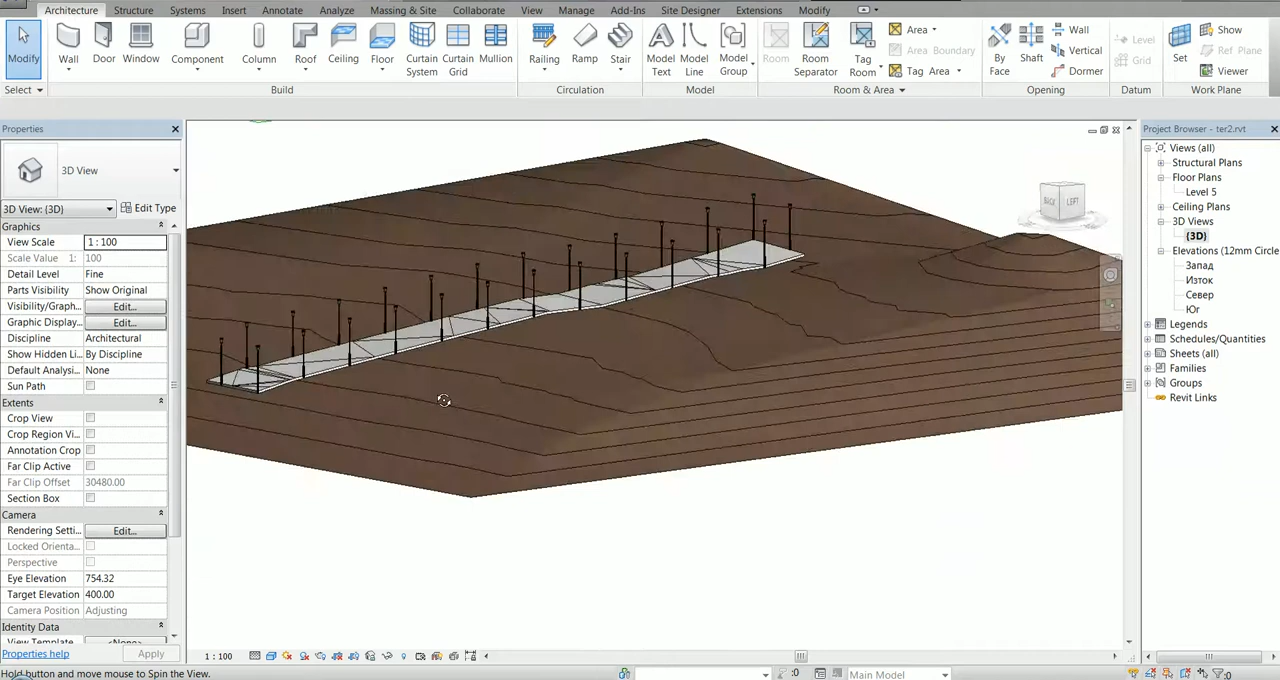 Architecture Structure Systems Insert Annotate Analyze Massing & Site Collaborate View Manage Add-Ins Site Designer Extensions Modify
Modify Wall Door Window Component Column Roof Ceiling Floor Curtain System Curtain Grid Mullion Railing Ramp Stair Model Text Model Line Model Group Room Room Separator Tag Room
Area
Area Boundary
Tag Area
By Face Shaft
Wall
Vertical
Dormer
Level
Grid
Set
Show
Ref Plane
Viewer
Select Build Circulation Model Room & Area Opening Datum Work Plane
Properties
3D View
3D View: {3D} Edit Type
Graphics
View Scale 1 : 100
Scale Value 1: 100
Detail Level Fine
Parts Visibility Show Original
Visibility/Graph... Edit...
Graphic Display... Edit...
Discipline Architectural
Show Hidden Li... By Discipline
Default Analysi... None
Sun Path
Extents
Crop View
Crop Region Vi...
Annotation Crop
Far Clip Active
Far Clip Offset 30480.00
Section Box
Camera
Rendering Setti... Edit...
Locked Orienta...
Perspective
Eye Elevation 754.32
Target Elevation 400.00
Camera Position Adjusting
Identity Data
View Template <None>
Properties help Apply
BACK LEFT
Project Browser - ter2.rvt
Views (all)
Structural Plans
Floor Plans
Level 5
Ceiling Plans
3D Views
{3D}
Elevations (12mm Circle)
Запад
Изток
Север
Юг
Legends
Schedules/Quantities
Sheets (all)
Families
Groups
Revit Links
1 : 100
Hold button and move mouse to Spin the View.
:0 Main Model :0